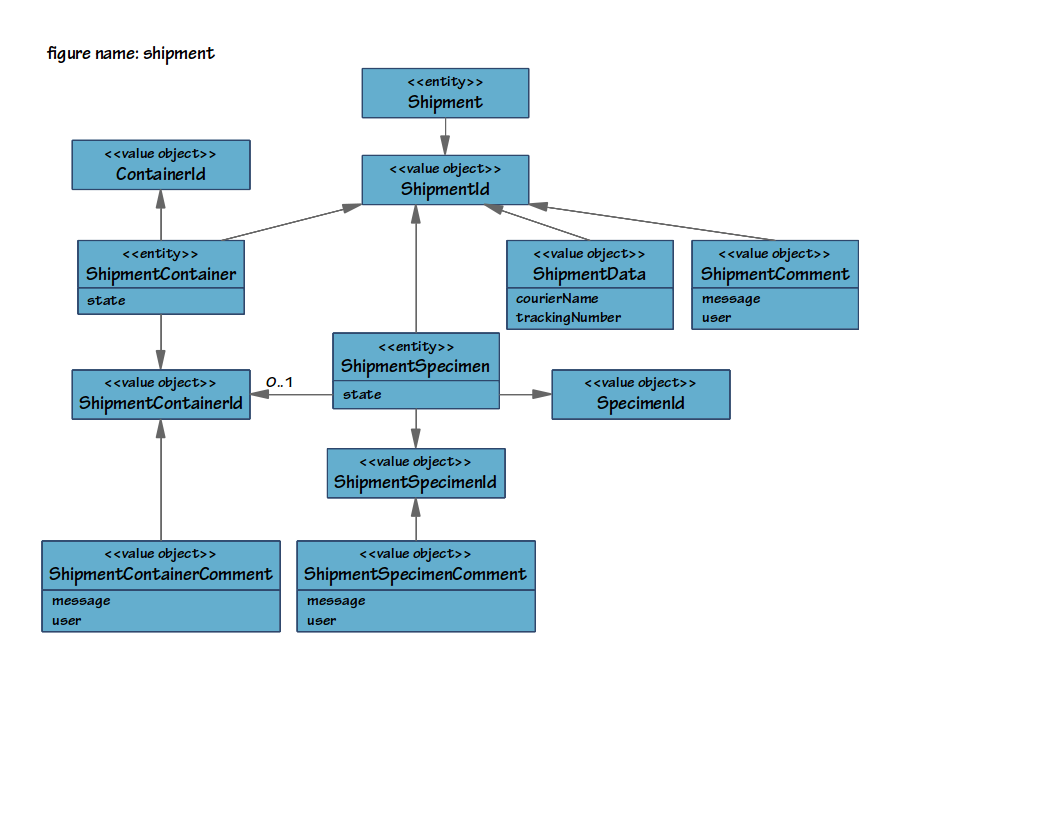 figure name: shipment
<<entity>>
Shipment
<<value object>>
ContainerId
<<value object>>
ShipmentId
<<entity>>
ShipmentContainer
state
<<value object>>
ShipmentData
courierName
trackingNumber
<<value object>>
ShipmentComment
message
user
<<entity>>
ShipmentSpecimen
state
<<value object>>
ShipmentContainerId
0..1
<<value object>>
SpecimenId
<<value object>>
ShipmentSpecimenId
<<value object>>
ShipmentContainerComment
message
user
<<value object>>
ShipmentSpecimenComment
message
user